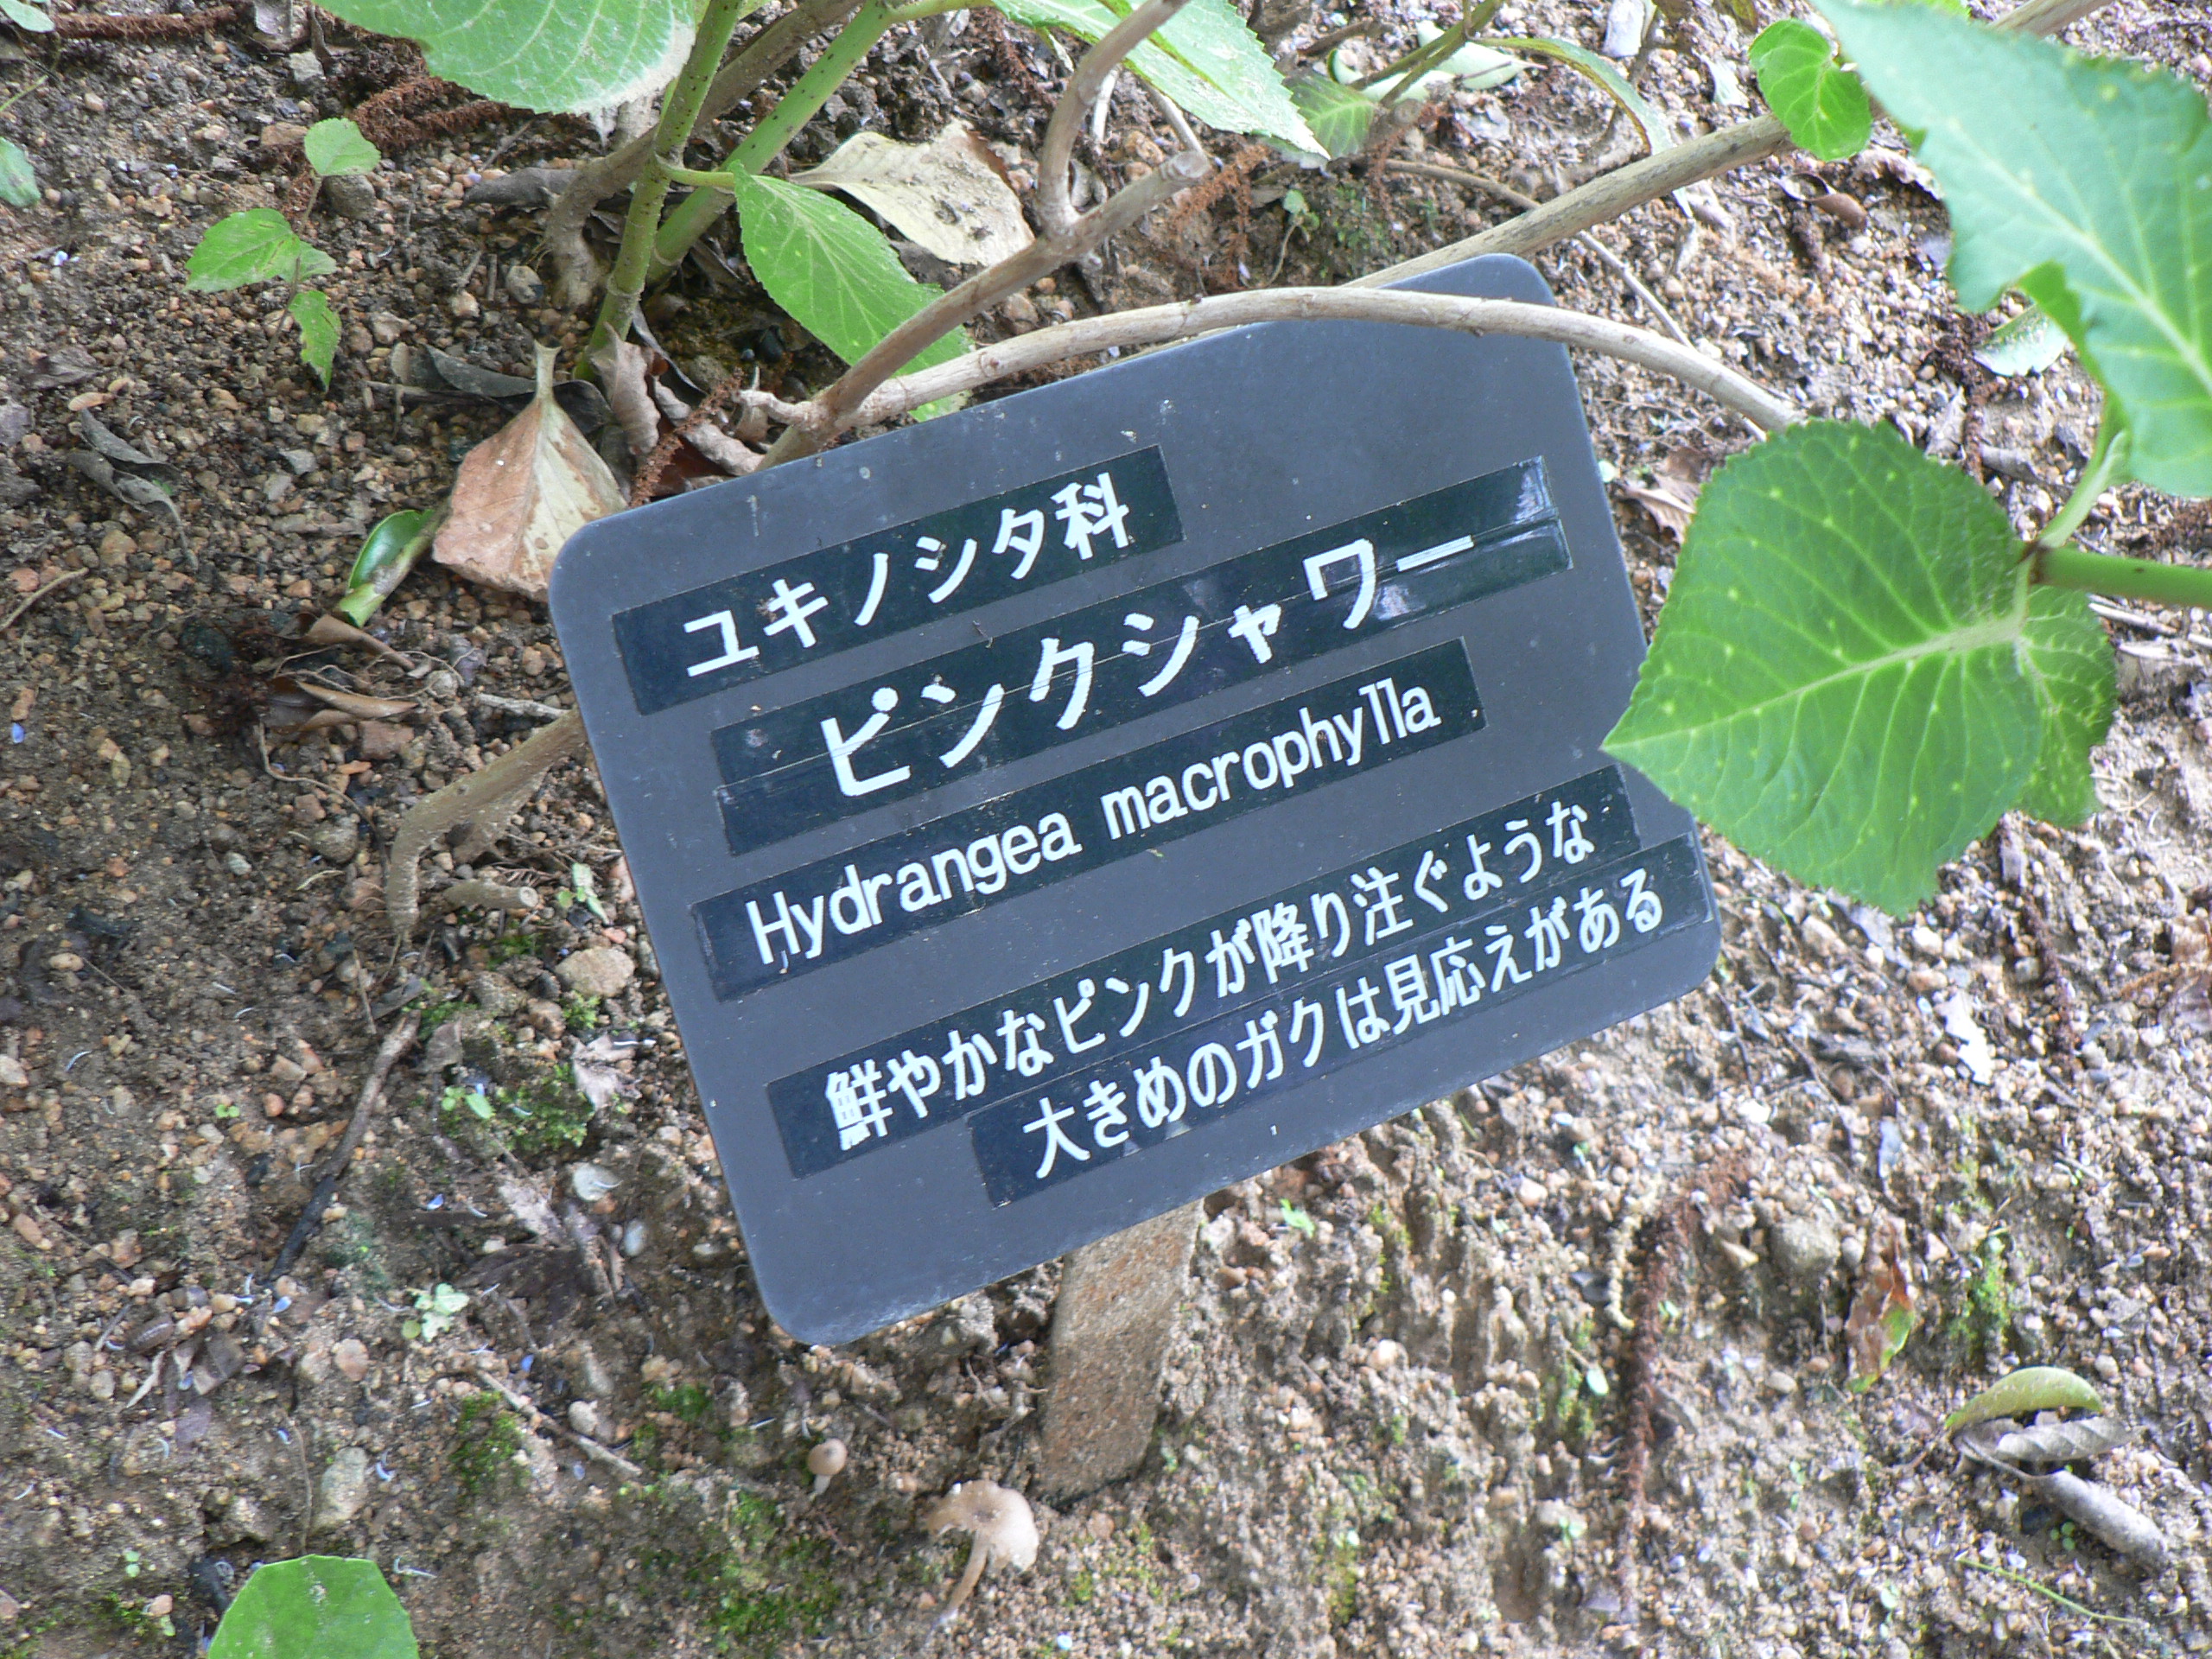 ユキノシタ科
ピンクシャワー
Hydrangea macrophylla
鮮やかなピンクが降り注ぐような
大きめのガクは見応えがある